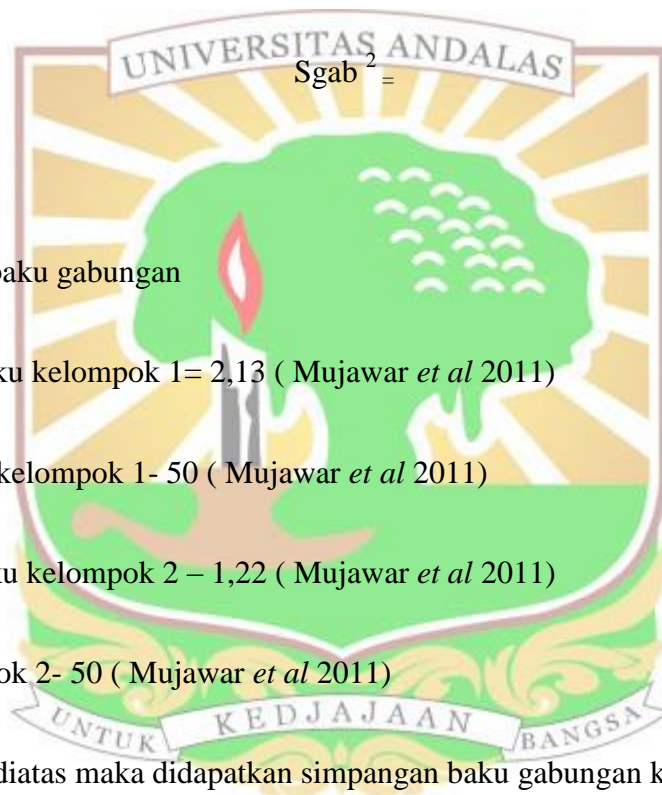 UNIVERSITAS ANDALAS
Sgab ² =
baku gabungan
ku kelompok 1= 2,13 ( Mujawar et al 2011)
kelompok 1- 50 ( Mujawar et al 2011)
ku kelompok 2 – 1,22 ( Mujawar et al 2011)
ok 2- 50 ( Mujawar et al 2011)
UNTUK KEDJAJAAN BANGSA
diatas maka didapatkan simpangan baku gabungan k